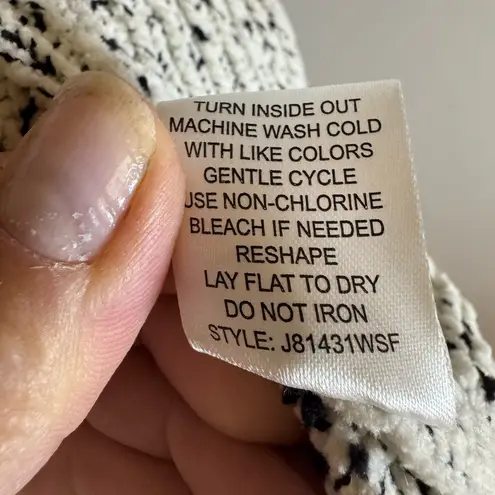 TURN INSIDE OUT
MACHINE WASH COLD
WITH LIKE COLORS
GENTLE CYCLE
USE NON-CHLORINE
BLEACH IF NEEDED
RESHAPE
LAY FLAT TO DRY
DO NOT IRON
STYLE: J81431WSF